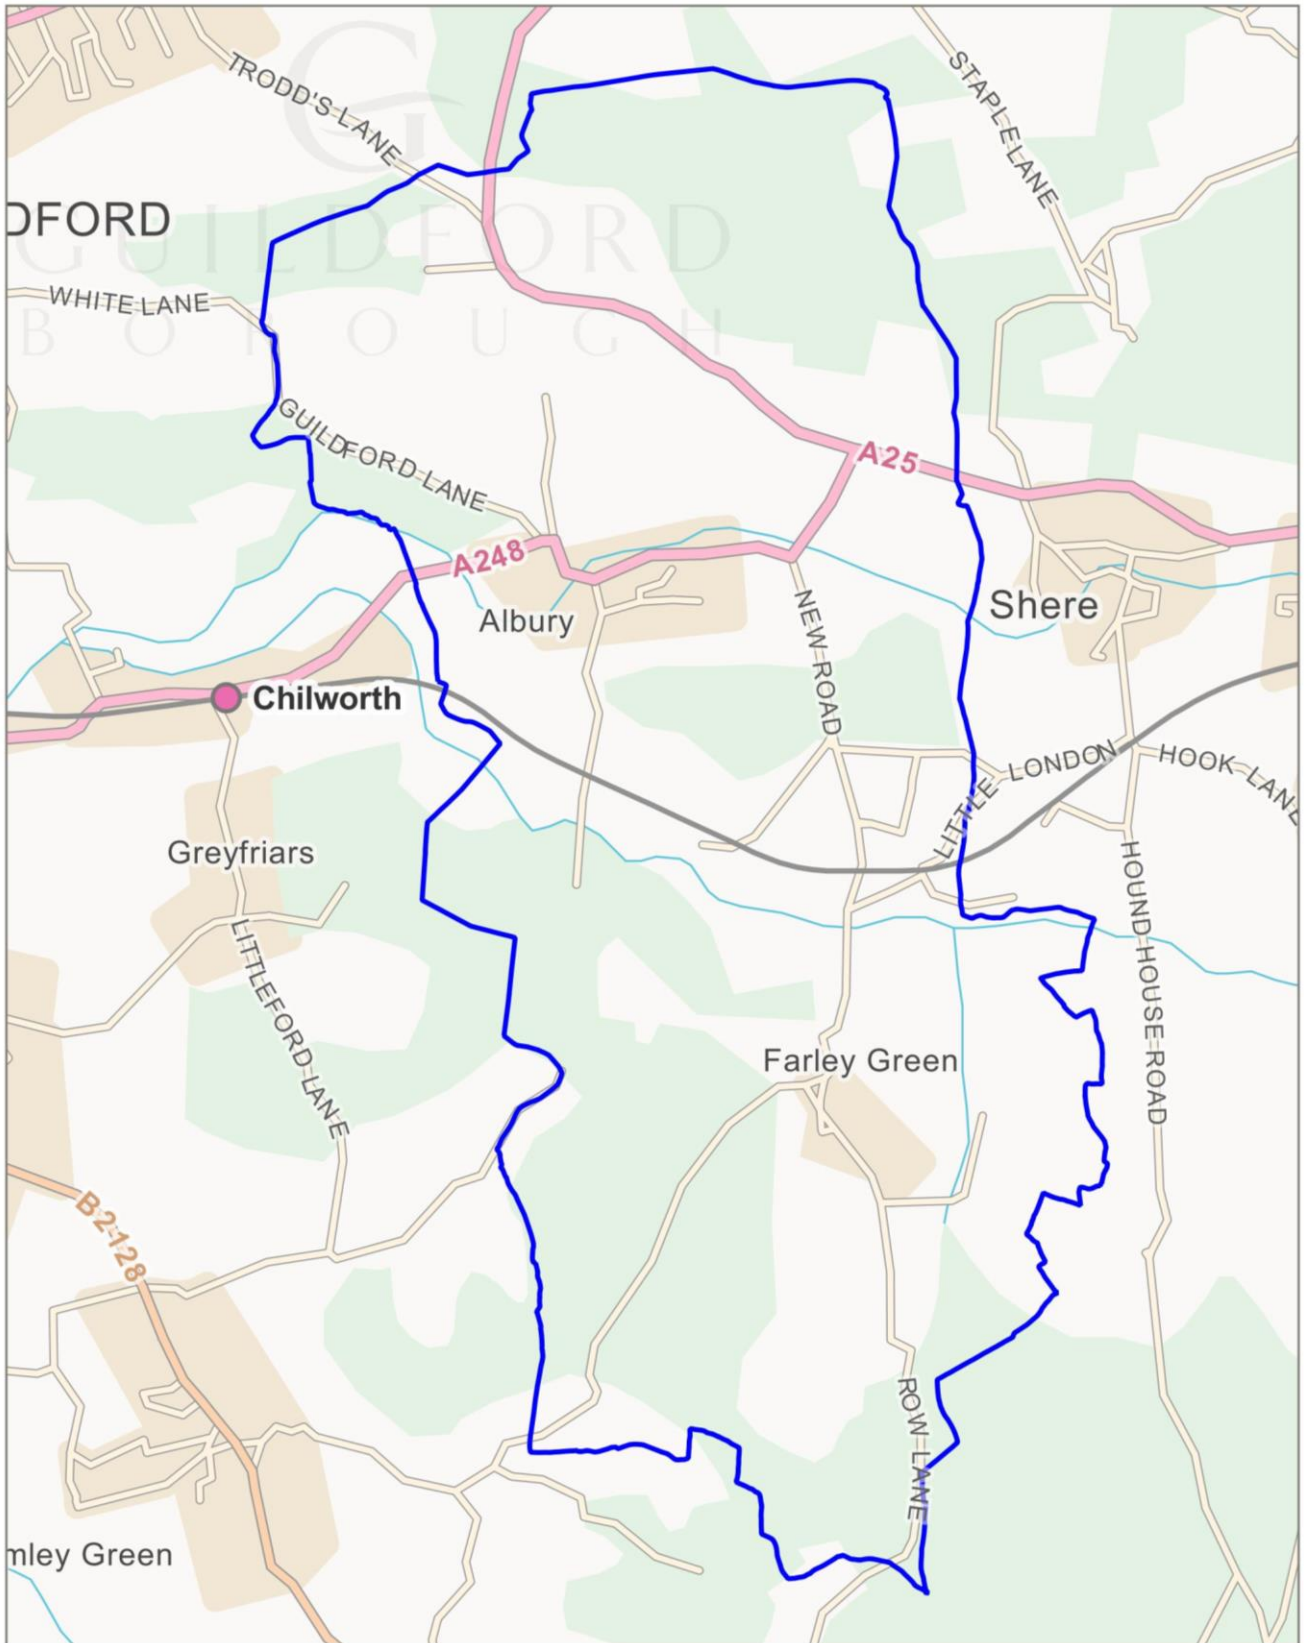 TRODD'S LANE
STAPLE LANE
G
DFORD
GUILDFORD
BOROUGH
WHITE LANE
GUILDFORD LANE
A25
A248
Albury
Shere
NEW ROAD
Chilworth
LITTLE LONDON
HOOK LANE
Greyfriars
HOUND HOUSE ROAD
LITTLEFORD LANE
Farley Green
B2128
ROW LANE
mley Green